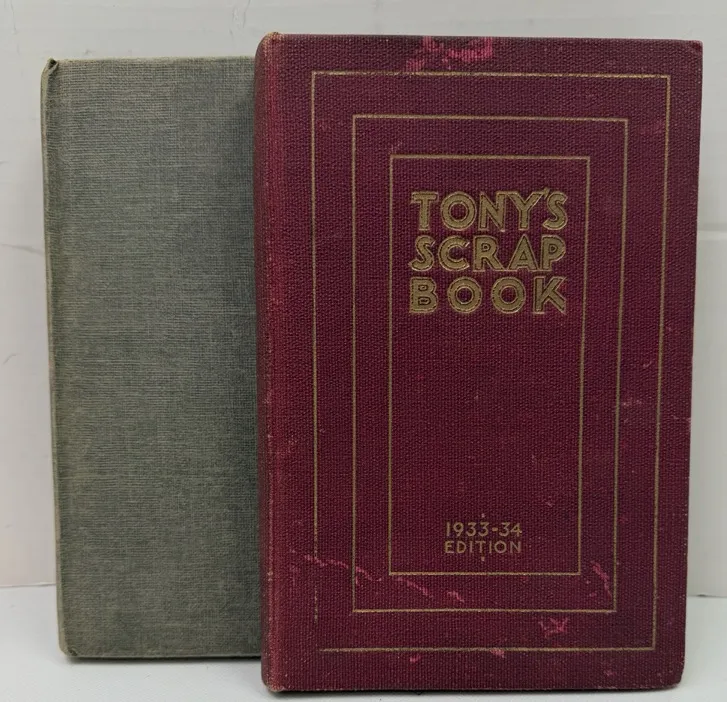 TONY'S
SCRAP
BOOK
1933-34
EDITION